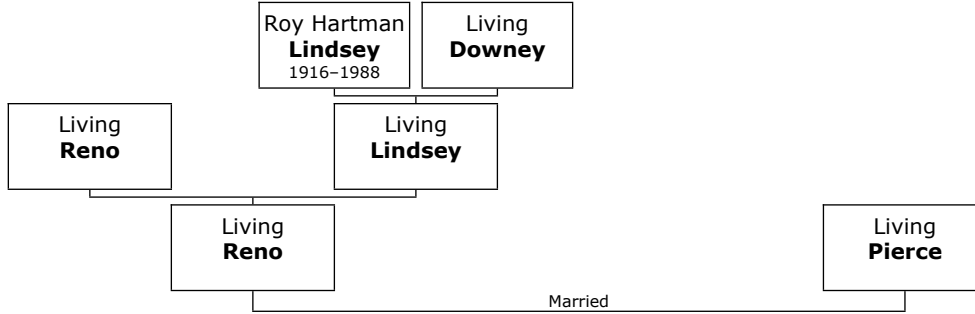 Roy Hartman
Lindsey
1916–1988
Living
Downey
Living
Reno
Living
Lindsey
Living
Reno
Living
Pierce
Married